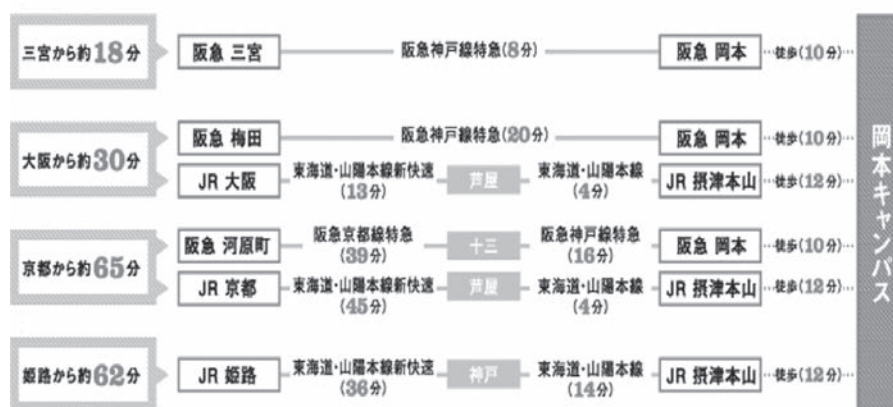 三宮から約18分
阪急 三宮 阪急神戸線特急(8分) 阪急 岡本 徒歩(10分)
大阪から約30分
阪急 梅田 阪急神戸線特急(20分) 阪急 岡本 徒歩(10分)
JR 大阪 東海道・山陽本線新快速(13分) 芦屋 東海道・山陽本線(4分) JR 摂津本山 徒歩(12分)
京都から約65分
阪急 河原町 阪急京都線特急(39分) 十三 阪急神戸線特急(16分) 阪急 岡本 徒歩(10分)
JR 京都 東海道・山陽本線新快速(45分) 芦屋 東海道・山陽本線(4分) JR 摂津本山 徒歩(12分)
姫路から約62分
JR 姫路 東海道・山陽本線新快速(36分) 神戸 東海道・山陽本線(14分) JR 摂津本山 徒歩(12分)
岡本キャンパス